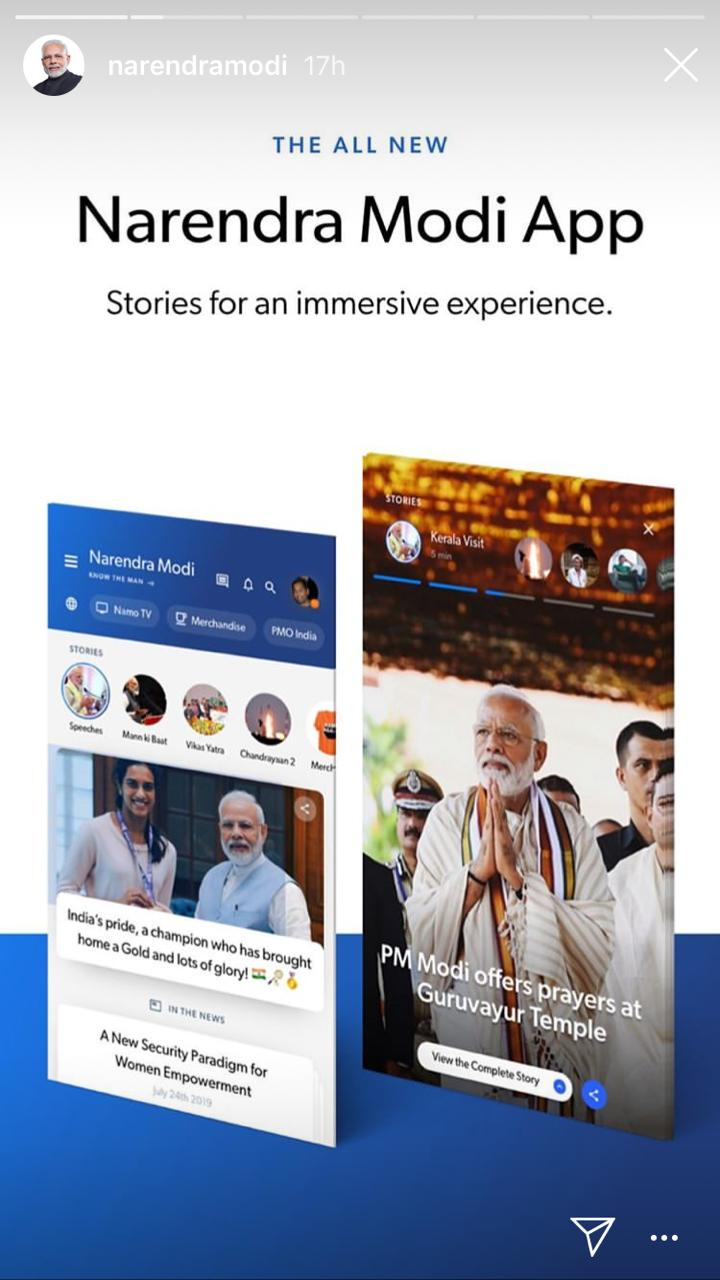 narendramodi 17h
THE ALL NEW
Narendra Modi App
Stories for an immersive experience.
Narendra Modi
KNOW THE MAN →
Namo TV
Merchandise
PMO India
STORIES
Speeches
Mann ki Baat
Vikas Yatra
Chandrayaan 2
Merch
India's pride, a champion who has brought
home a Gold and lots of glory! 🇮🇳🏸🏅
IN THE NEWS
A New Security Paradigm for
Women Empowerment
July 24th 2019
STORIES
Kerala Visit
5 min
PM Modi offers prayers at
Guruvayur Temple
View the Complete Story